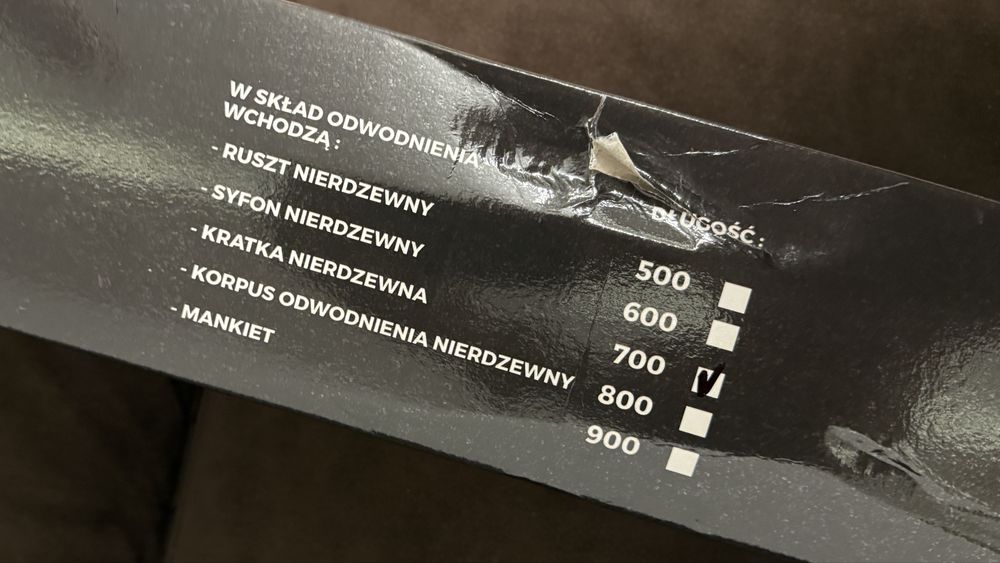 W SKŁAD ODWODNIENIA
WCHODZĄ :
- RUSZT NIERDZEWNY
- SYFON NIERDZEWNY
- KRATKA NIERDZEWNA
- KORPUS ODWODNIENIA NIERDZEWNY
- MANKIET
DŁUGOŚĆ :
500
600
700
800
900